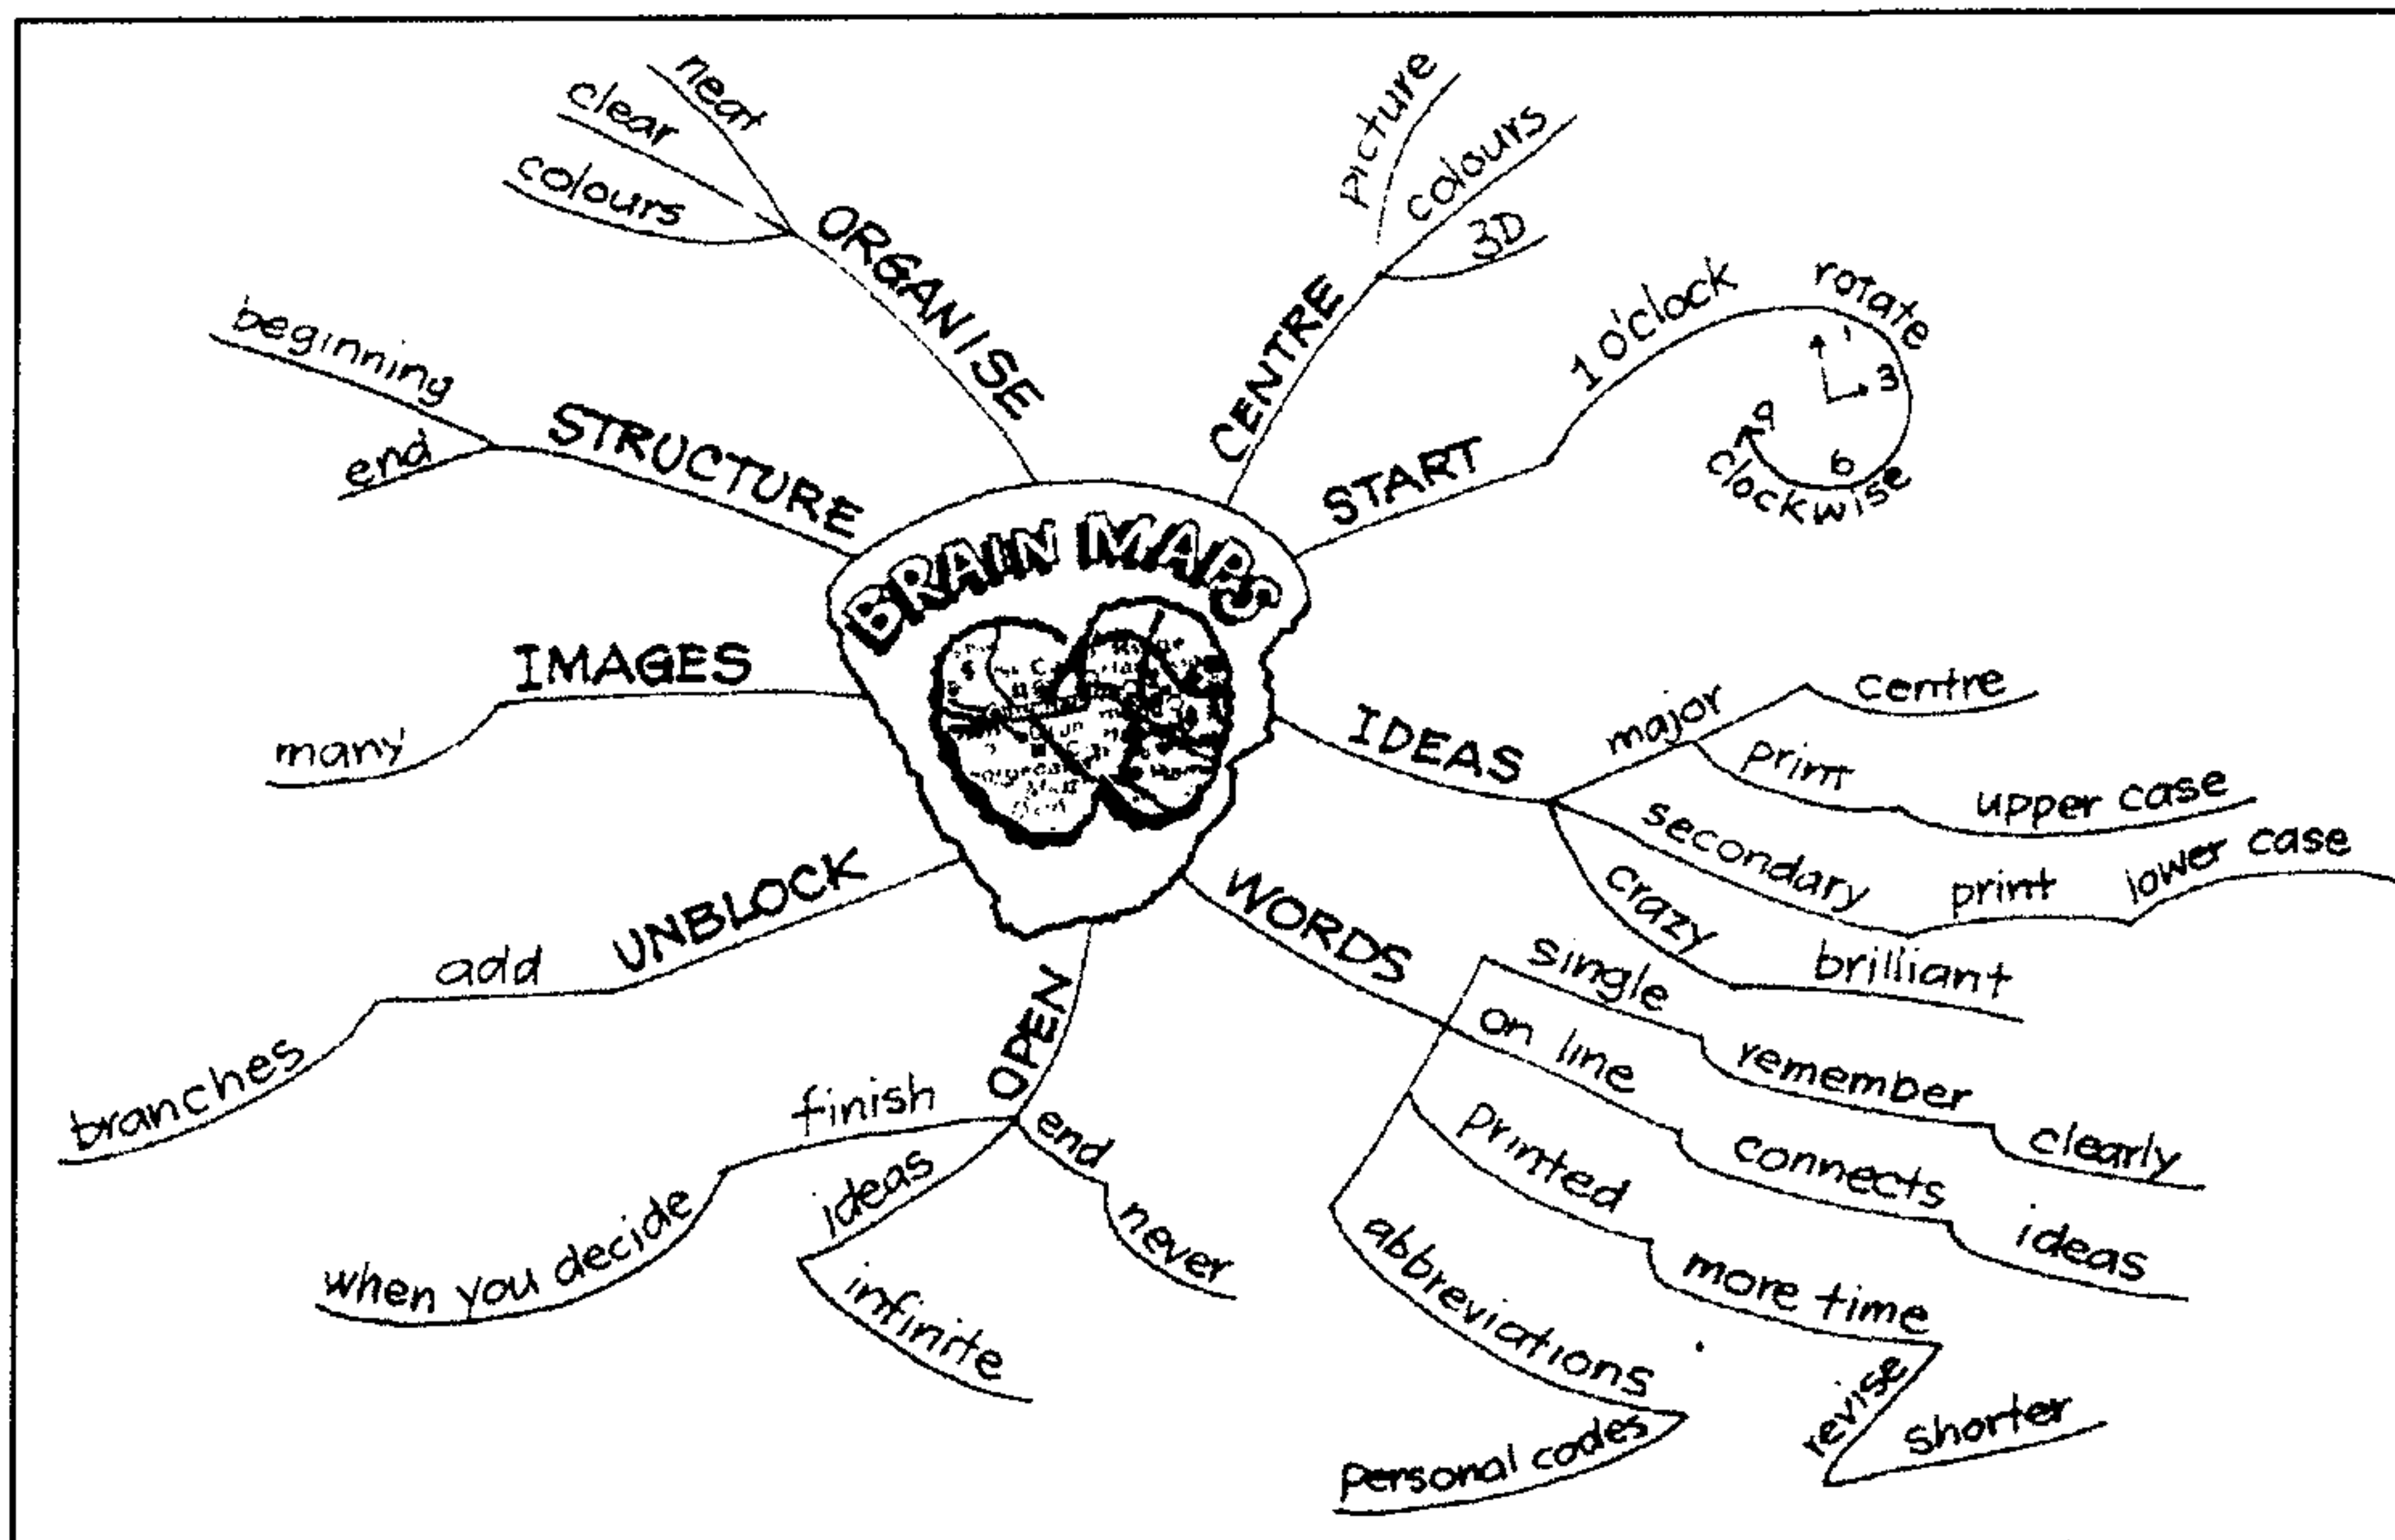 BRAIN MAPS
CENTRE
picture
colours
3D
START
1 O'clock
rotate
1
3
6
9
clockwise
IDEAS
major
centre
print
upper case
secondary
print
lower case
crazy
brilliant
WORDS
single
remember
clearly
on line
connects
ideas
printed
more time
revise
shorter
abbreviations
personal codes
OPEN
end
never
ideas
infinite
finish
when you decide
UNBLOCK
add
branches
IMAGES
many
STRUCTURE
beginning
end
ORGANISE
neat
clear
colours